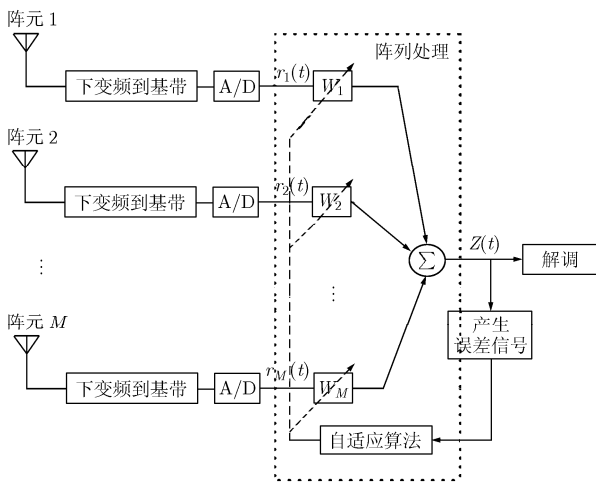 阵元 1
阵列处理
下变频到基带
A/D
r₁(t)
W₁
阵元 2
下变频到基带
A/D
r₂(t)
W₂
⋮
⋮
Σ
Z(t)
解调
产生
误差信号
阵元 M
下变频到基带
A/D
r_M(t)
W_M
自适应算法